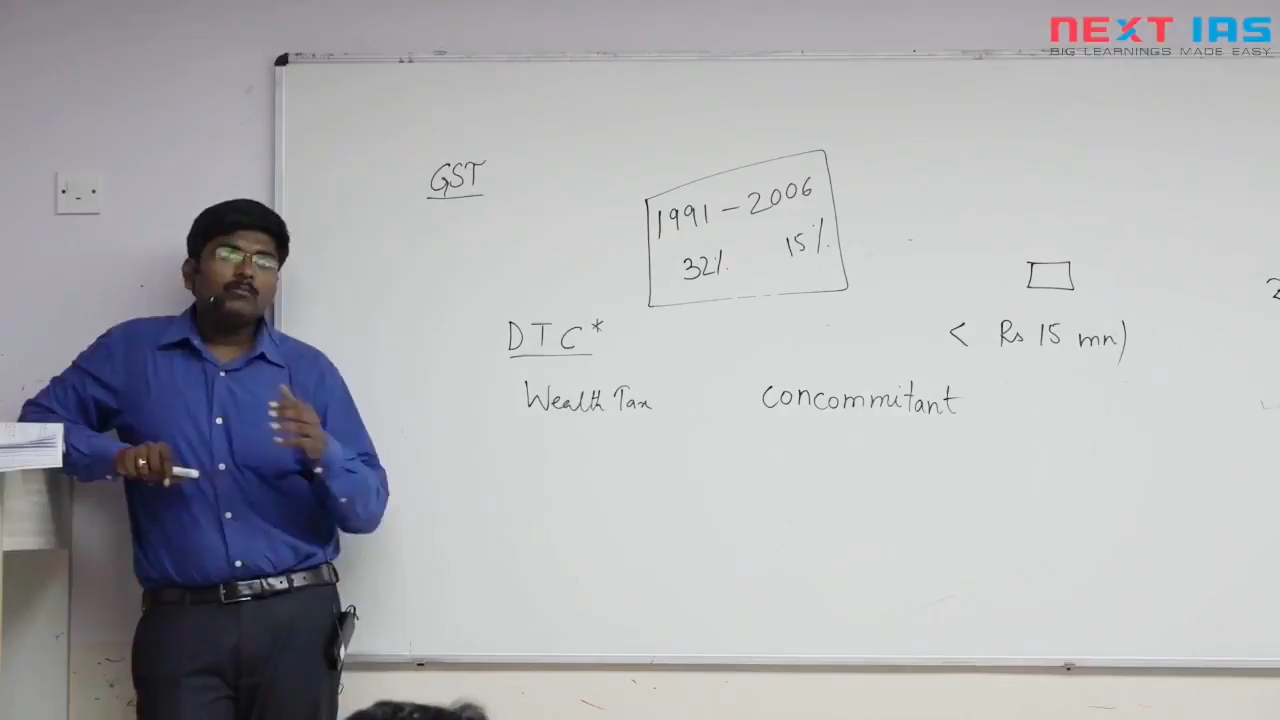 NEXT IAS
BIG LEARNINGS MADE EASY
GST
1991 - 2006
32% 15%
DTC*
< Rs 15 mn)
Wealth Tax concommitant